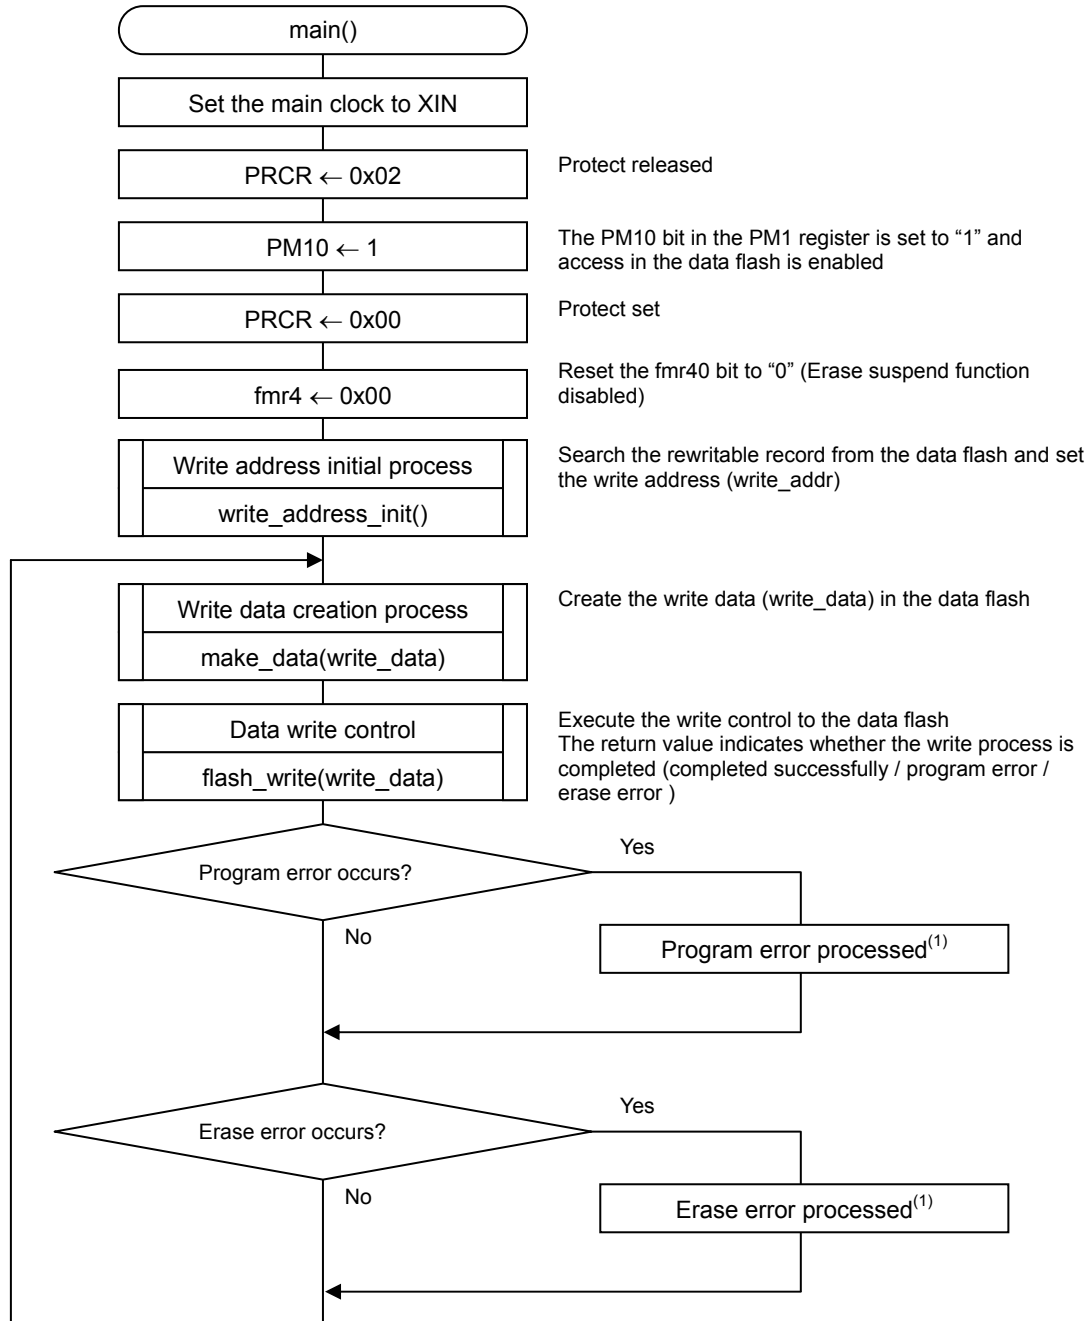 main()
Set the main clock to XIN
PRCR ← 0x02
Protect released
PM10 ← 1
The PM10 bit in the PM1 register is set to “1” and
access in the data flash is enabled
PRCR ← 0x00
Protect set
fmr4 ← 0x00
Reset the fmr40 bit to “0” (Erase suspend function
disabled)
Write address initial process
write_address_init()
Search the rewritable record from the data flash and set
the write address (write_addr)
Write data creation process
make_data(write_data)
Create the write data (write_data) in the data flash
Data write control
flash_write(write_data)
Execute the write control to the data flash
The return value indicates whether the write process is
completed (completed successfully / program error /
erase error )
Program error occurs?
Yes
No
Program error processed(1)
Erase error occurs?
Yes
No
Erase error processed(1)